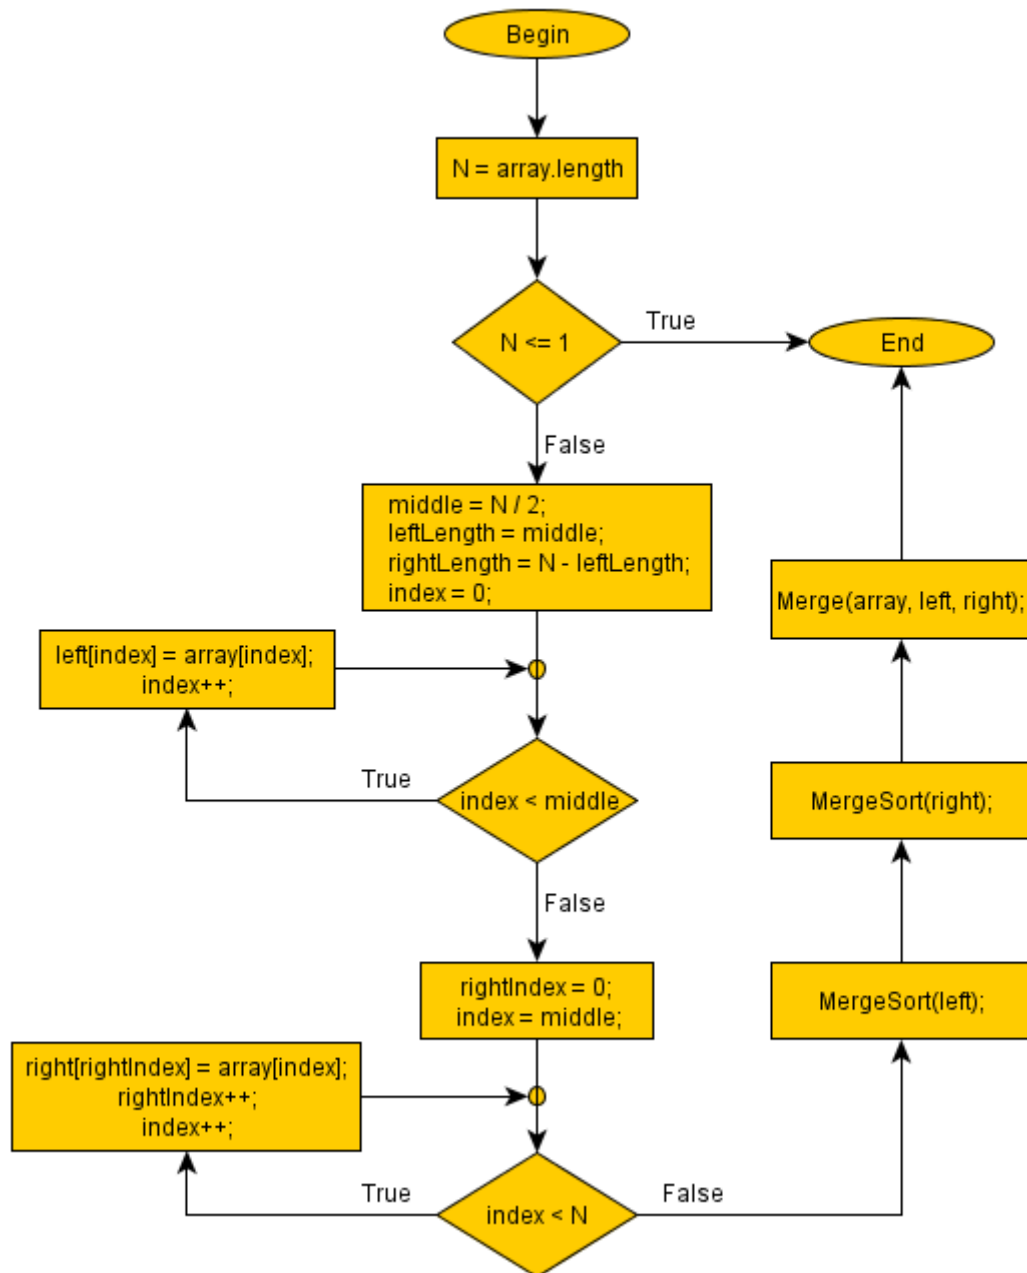 Begin
N = array.length
N <= 1
True
End
False
middle = N / 2;
leftLength = middle;
rightLength = N - leftLength;
index = 0;
Merge(array, left, right);
left[index] = array[index];
index++;
True
index < middle
MergeSort(right);
False
rightIndex = 0;
index = middle;
MergeSort(left);
right[rightIndex] = array[index];
rightIndex++;
index++;
True
index < N
False